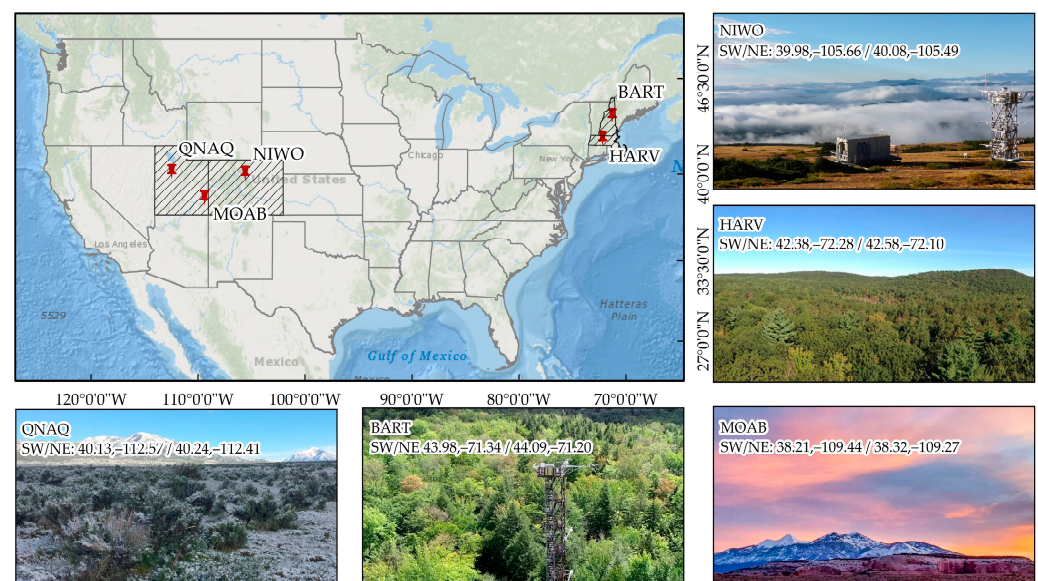 BART
HARV
QNAQ
NIWO
MOAB
Chicago
New York
United States
Los Angeles
5529
Hatteras
Plain
Gulf of Mexico
Mexico
Mexico
N
120°0'0"W 110°0'0"W 100°0'0"W 90°0'0"W 80°0'0"W 70°0'0"W
46°30'0"N
40°0'0"N
33°30'0"N
27°0'0"N
NIWO
SW/NE: 39.98,–105.66 / 40.08,–105.49
HARV
SW/NE: 42.38,–72.28 / 42.58,–72.10
QNAQ
SW/NE: 40.13,–112.57 / 40.24,–112.41
BART
SW/NE 43.98,–71.34 / 44.09,–71.20
MOAB
SW/NE: 38.21,–109.44 / 38.32,–109.27